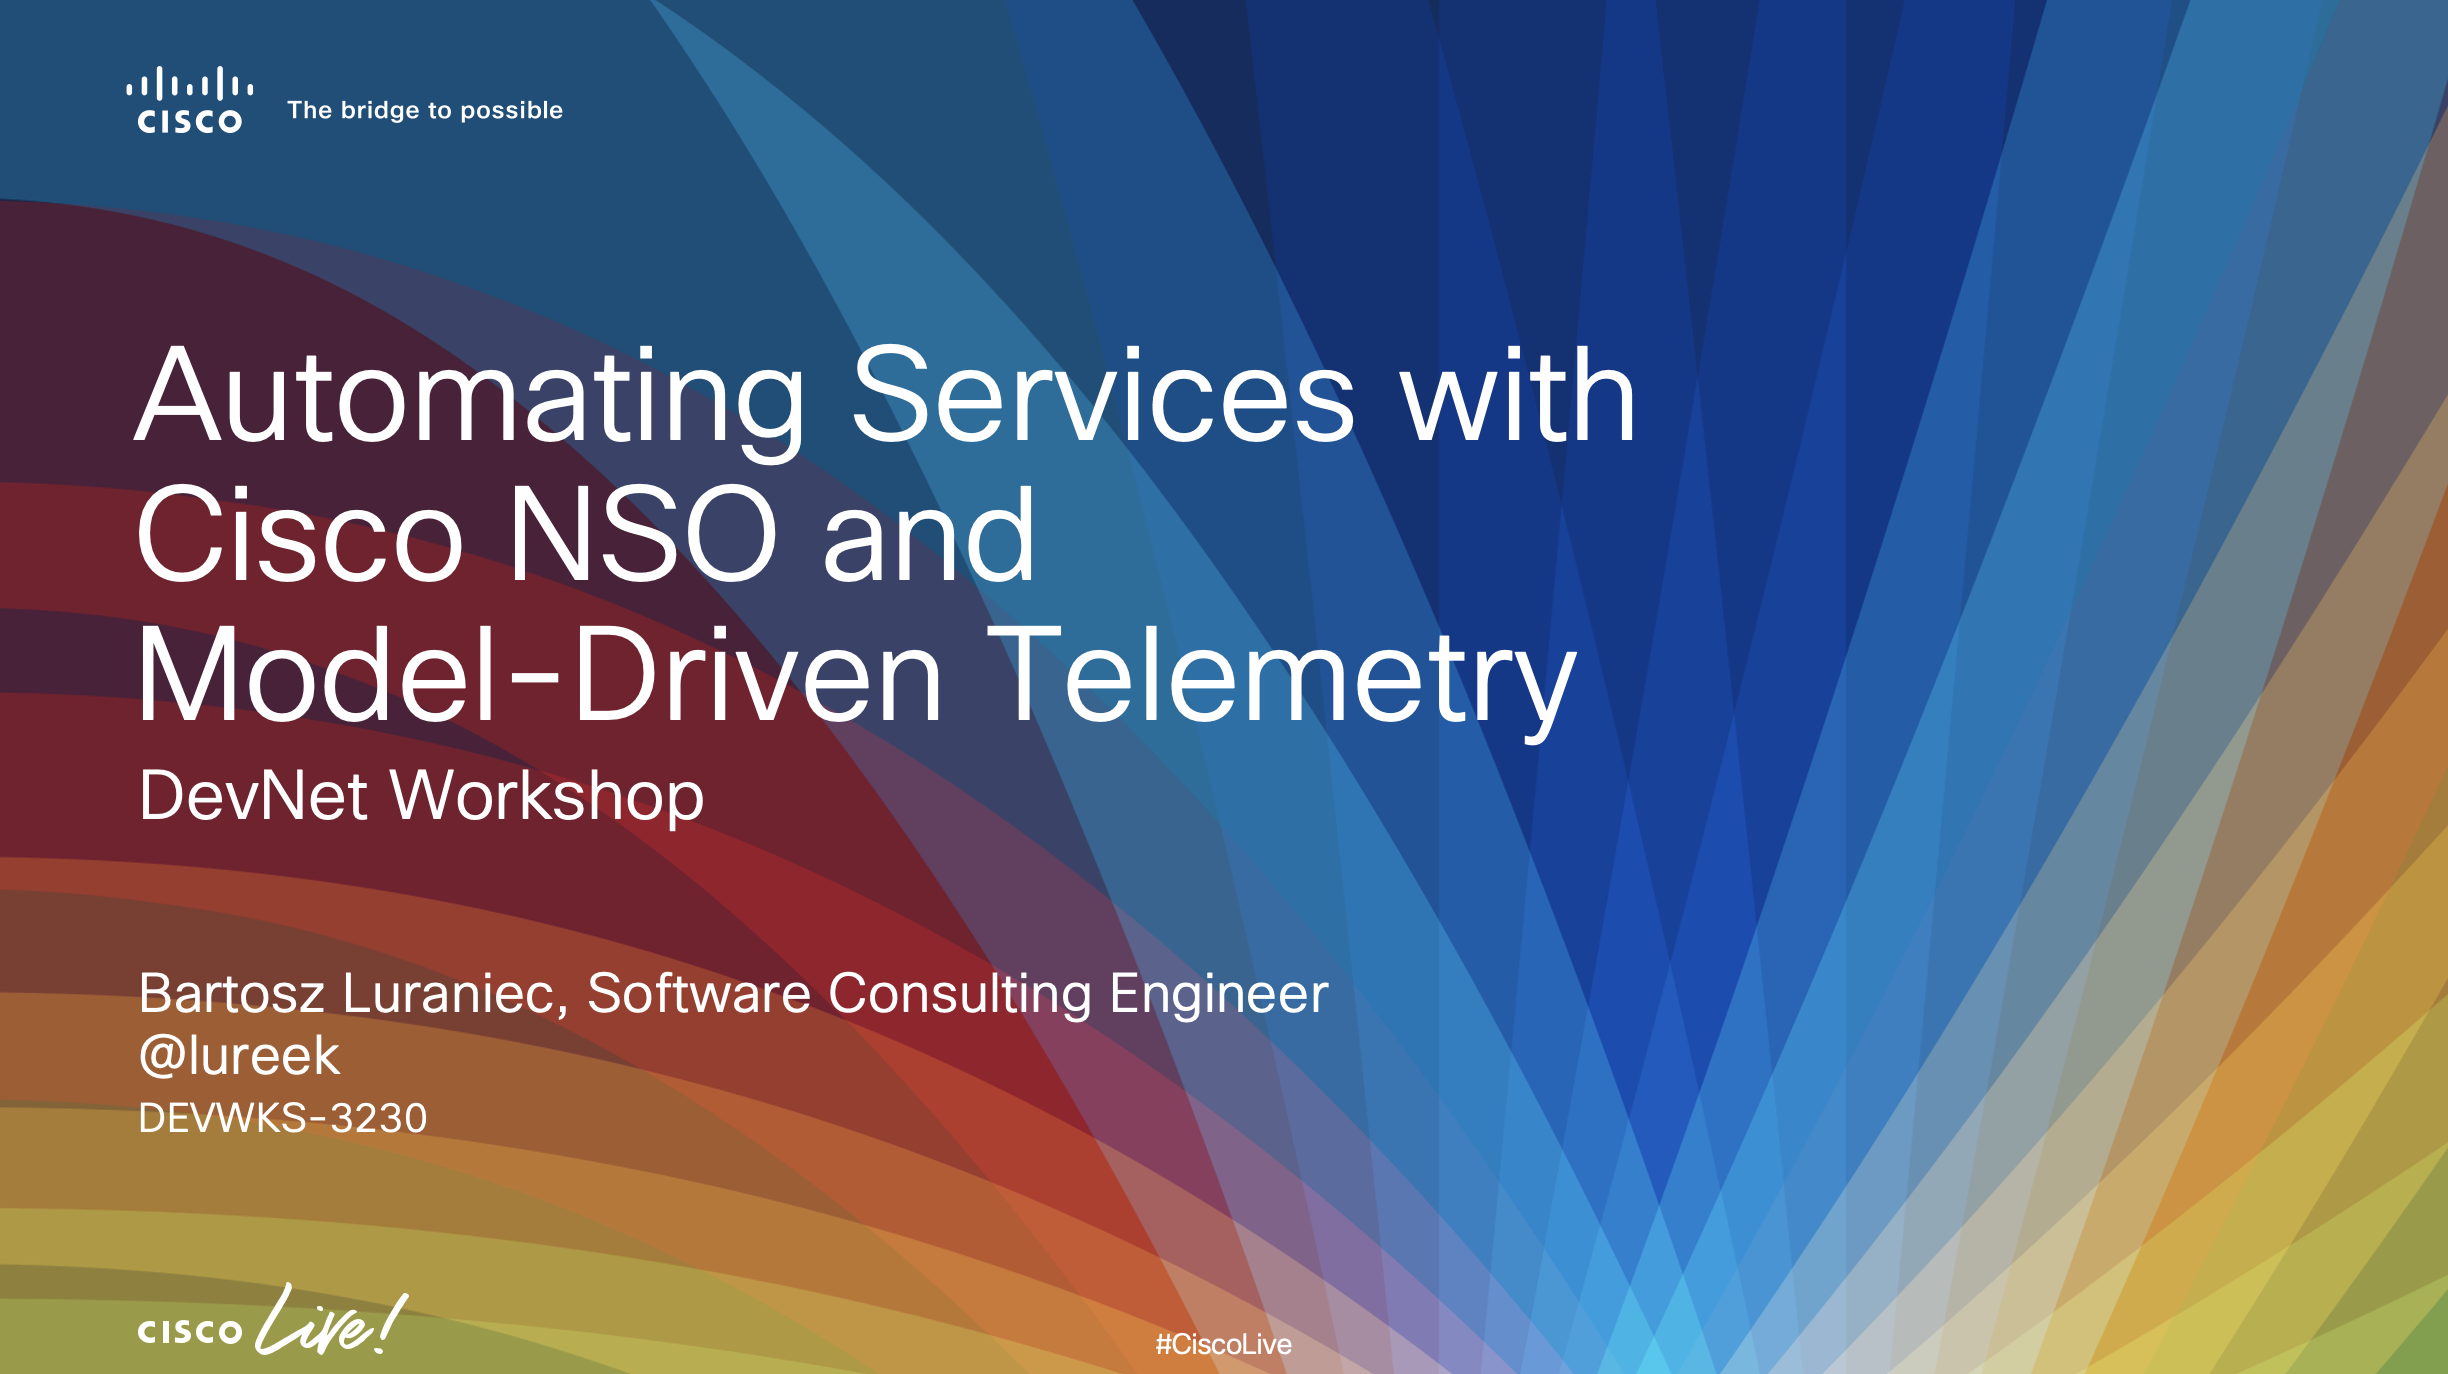 CISCO
The bridge to possible
Automating Services with
Cisco NSO and
Model-Driven Telemetry
DevNet Workshop
Bartosz Luraniec, Software Consulting Engineer
@lureek
DEVWKS-3230
CISCO Live!
#CiscoLive